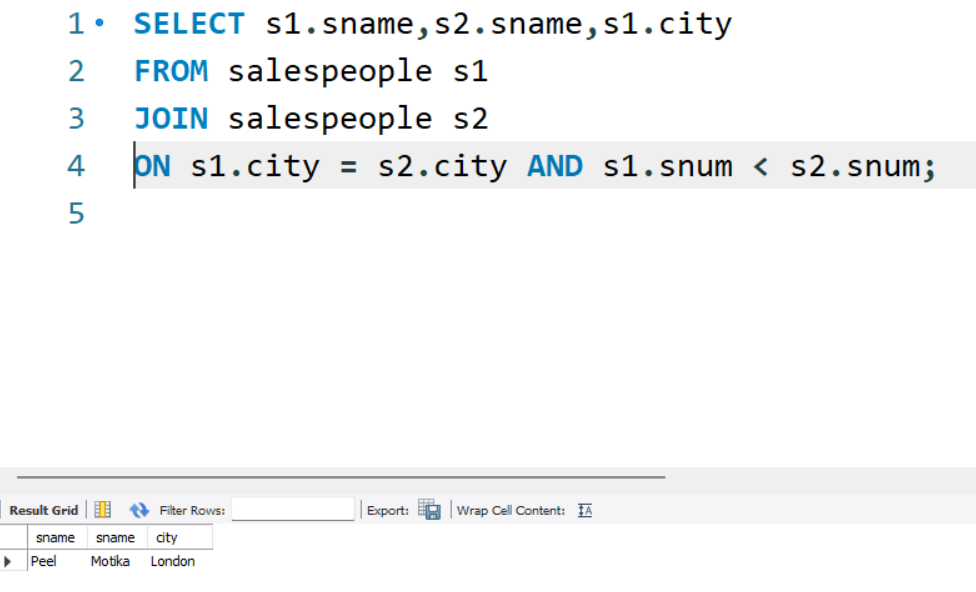 1 SELECT s1.sname,s2.sname,s1.city
2 FROM salespeople s1
3 JOIN salespeople s2
4 ON s1.city = s2.city AND s1.snum < s2.snum;
5
Result Grid Filter Rows: Export: Wrap Cell Content: IA
sname sname city
Peel Motika London